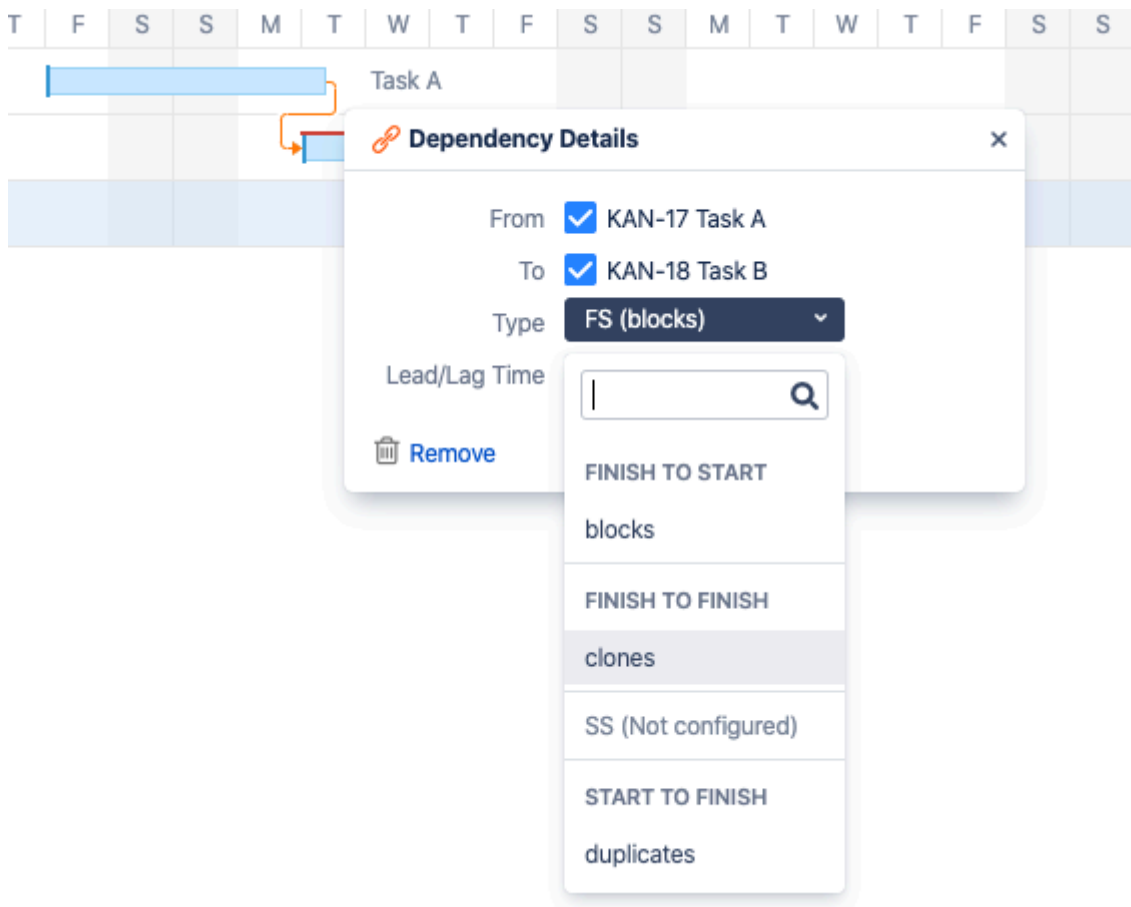 T F S S M T W T F S S M T W T F S S
Task A
Dependency Details
From KAN-17 Task A
To KAN-18 Task B
Type FS (blocks)
Lead/Lag Time
Remove
FINISH TO START
blocks
FINISH TO FINISH
clones
SS (Not configured)
START TO FINISH
duplicates